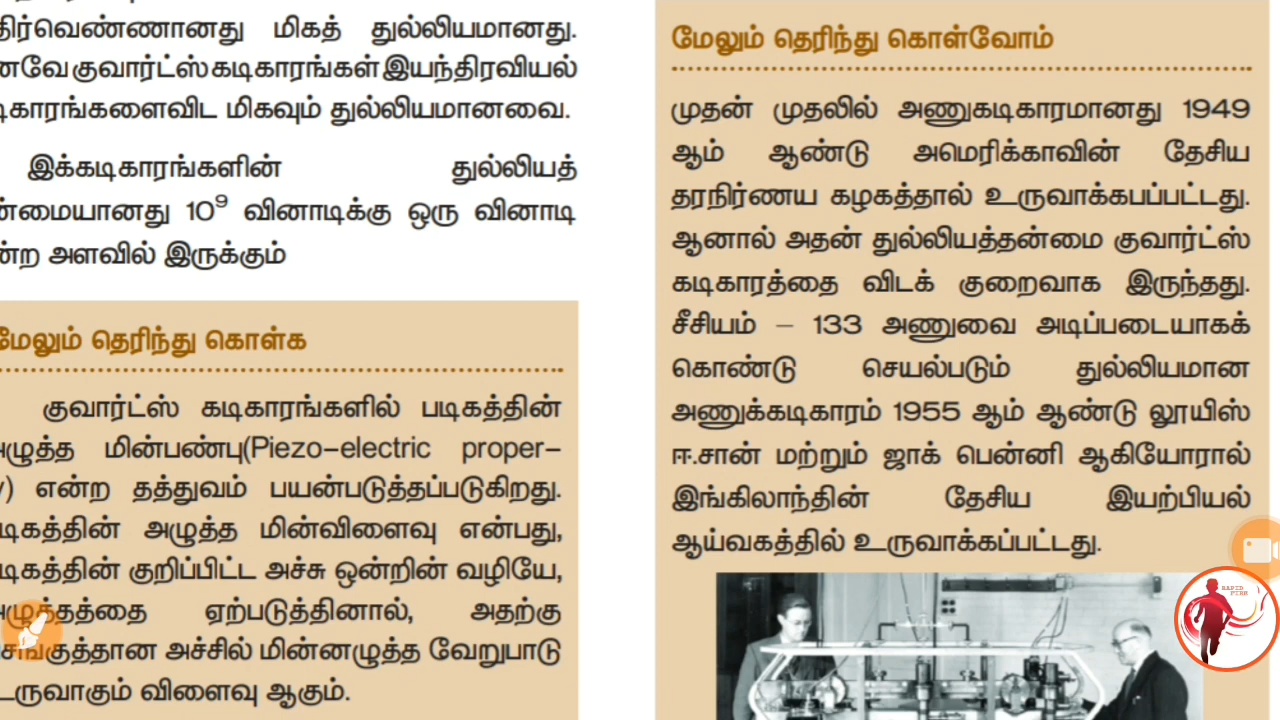 திர்வெண்ணானது மிகத் துல்லியமானது.
னவே குவார்ட்ஸ் கடிகாரங்கள் இயந்திரவியல்
டிகாரங்களைவிட மிகவும் துல்லியமானவை.
இக்கடிகாரங்களின் துல்லியத்
ன்மையானது 10⁹ வினாடிக்கு ஒரு வினாடி
ன்ற அளவில் இருக்கும்
மேலும் தெரிந்து கொள்க
குவார்ட்ஸ் கடிகாரங்களில் படிகத்தின்
அழுத்த மின்பண்பு(Piezo–electric proper–
y) என்ற தத்துவம் பயன்படுத்தப்படுகிறது.
டிகத்தின் அழுத்த மின்விளைவு என்பது,
டிகத்தின் குறிப்பிட்ட அச்சு ஒன்றின் வழியே,
அழுத்தத்தை ஏற்படுத்தினால், அதற்கு
செங்குத்தான அச்சில் மின்னழுத்த வேறுபாடு
உருவாகும் விளைவு ஆகும்.
மேலும் தெரிந்து கொள்வோம்
முதன் முதலில் அணுகடிகாரமானது 1949
ஆம் ஆண்டு அமெரிக்காவின் தேசிய
தரநிர்ணய கழகத்தால் உருவாக்கபப்பட்டது.
ஆனால் அதன் துல்லியத்தன்மை குவார்ட்ஸ்
கடிகாரத்தை விடக் குறைவாக இருந்தது.
சீசியம் – 133 அணுவை அடிப்படையாகக்
கொண்டு செயல்படும் துல்லியமான
அணுக்கடிகாரம் 1955 ஆம் ஆண்டு லூயிஸ்
ஈ.சான் மற்றும் ஜாக் பென்னி ஆகியோரால்
இங்கிலாந்தின் தேசிய இயற்பியல்
ஆய்வகத்தில் உருவாக்கப்பட்டது.
RAPID
FIRE